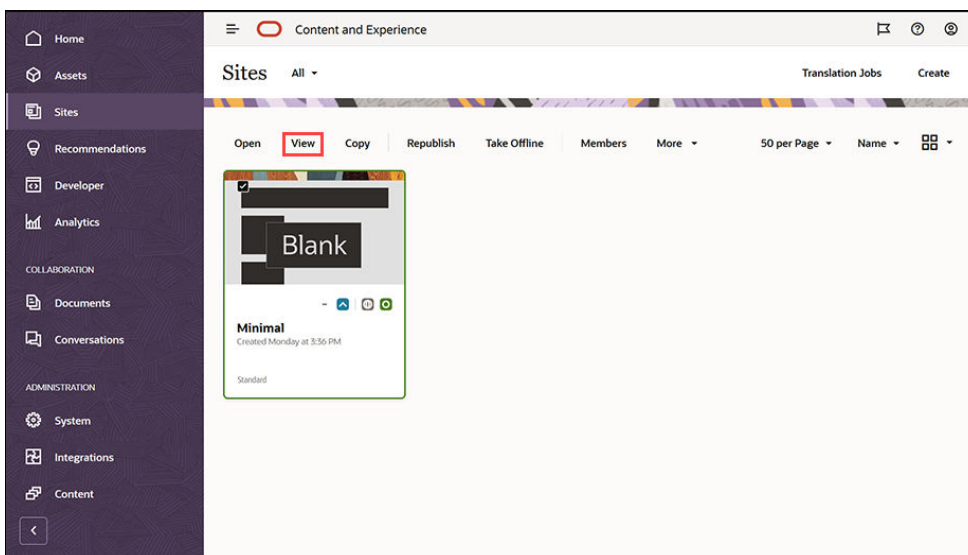 Home
Assets
Sites
Recommendations
Developer
Analytics
COLLABORATION
Documents
Conversations
ADMINISTRATION
System
Integrations
Content
Content and Experience
Sites All Translation Jobs Create
Open View Copy Republish Take Offline Members More 50 per Page Name
Blank
Minimal
Created Monday at 3:36 PM
Standard